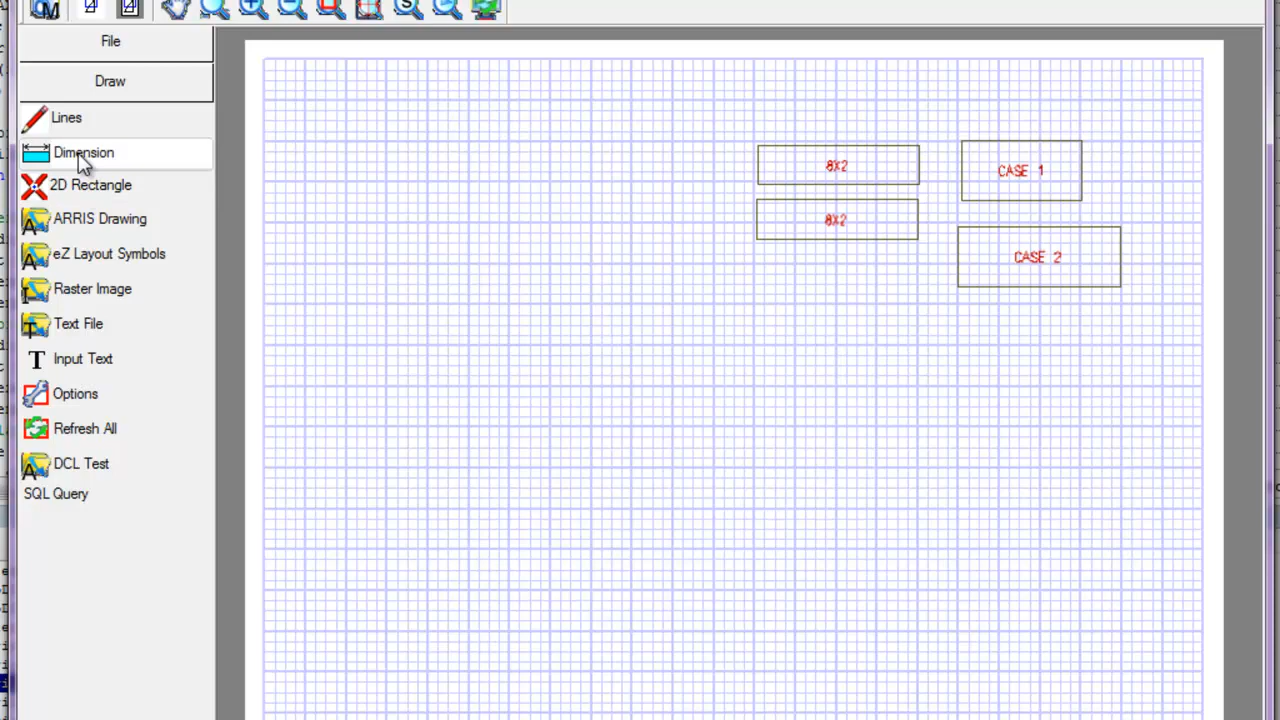 File
Draw
Lines
Dimension
2D Rectangle
ARRIS Drawing
eZ Layout Symbols
Raster Image
Text File
Input Text
Options
Refresh All
DCL Test
SQL Query
8X2
CASE 1
8X2
CASE 2